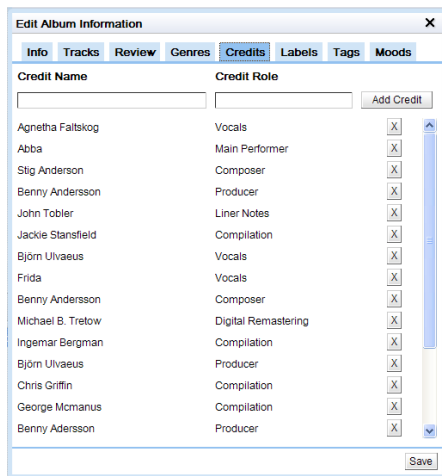 Edit Album Information X
Info Tracks Review Genres Credits Labels Tags Moods
Credit Name Credit Role
Add Credit
Agnetha Faltskog Vocals X
Abba Main Performer X
Stig Anderson Composer X
Benny Andersson Producer X
John Tobler Liner Notes X
Jackie Stansfield Compilation X
Björn Ulvaeus Vocals X
Frida Vocals X
Benny Andersson Composer X
Michael B. Tretow Digital Remastering X
Ingemar Bergman Compilation X
Björn Ulvaeus Producer X
Chris Griffin Compilation X
George Mcmanus Compilation X
Benny Adersson Producer X
Save